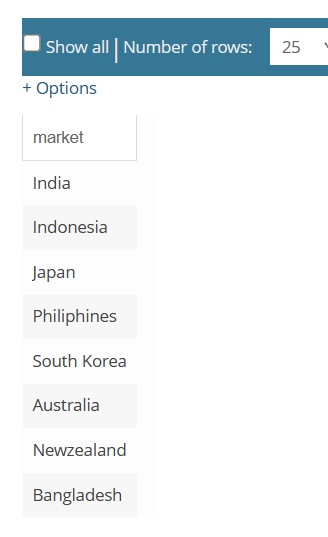 Show all | Number of rows: 25
+ Options
market
India
Indonesia
Japan
Philiphines
South Korea
Australia
Newzealand
Bangladesh